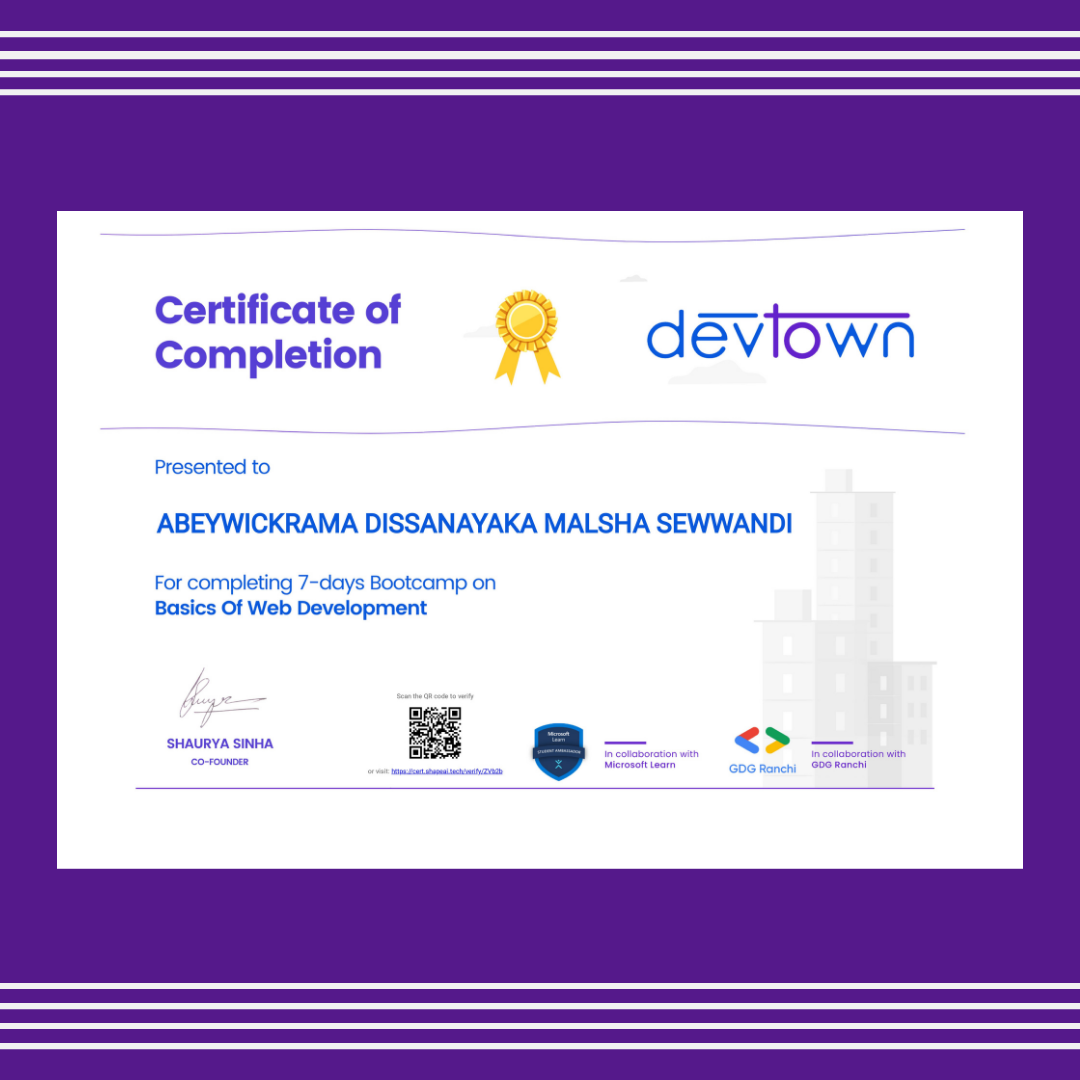 Certificate of
Completion
devtown
Presented to
ABEYWICKRAMA DISSANAYAKA MALSHA SEWWANDI
For completing 7-days Bootcamp on
Basics Of Web Development
SHAURYA SINHA
CO-FOUNDER
Scan the QR code to verify
or visit: https://cert.shapeai.tech/verify/ZVb2b
Microsoft
Learn
STUDENT AMBASSADOR
In collaboration with
Microsoft Learn
GDG Ranchi
In collaboration with
GDG Ranchi